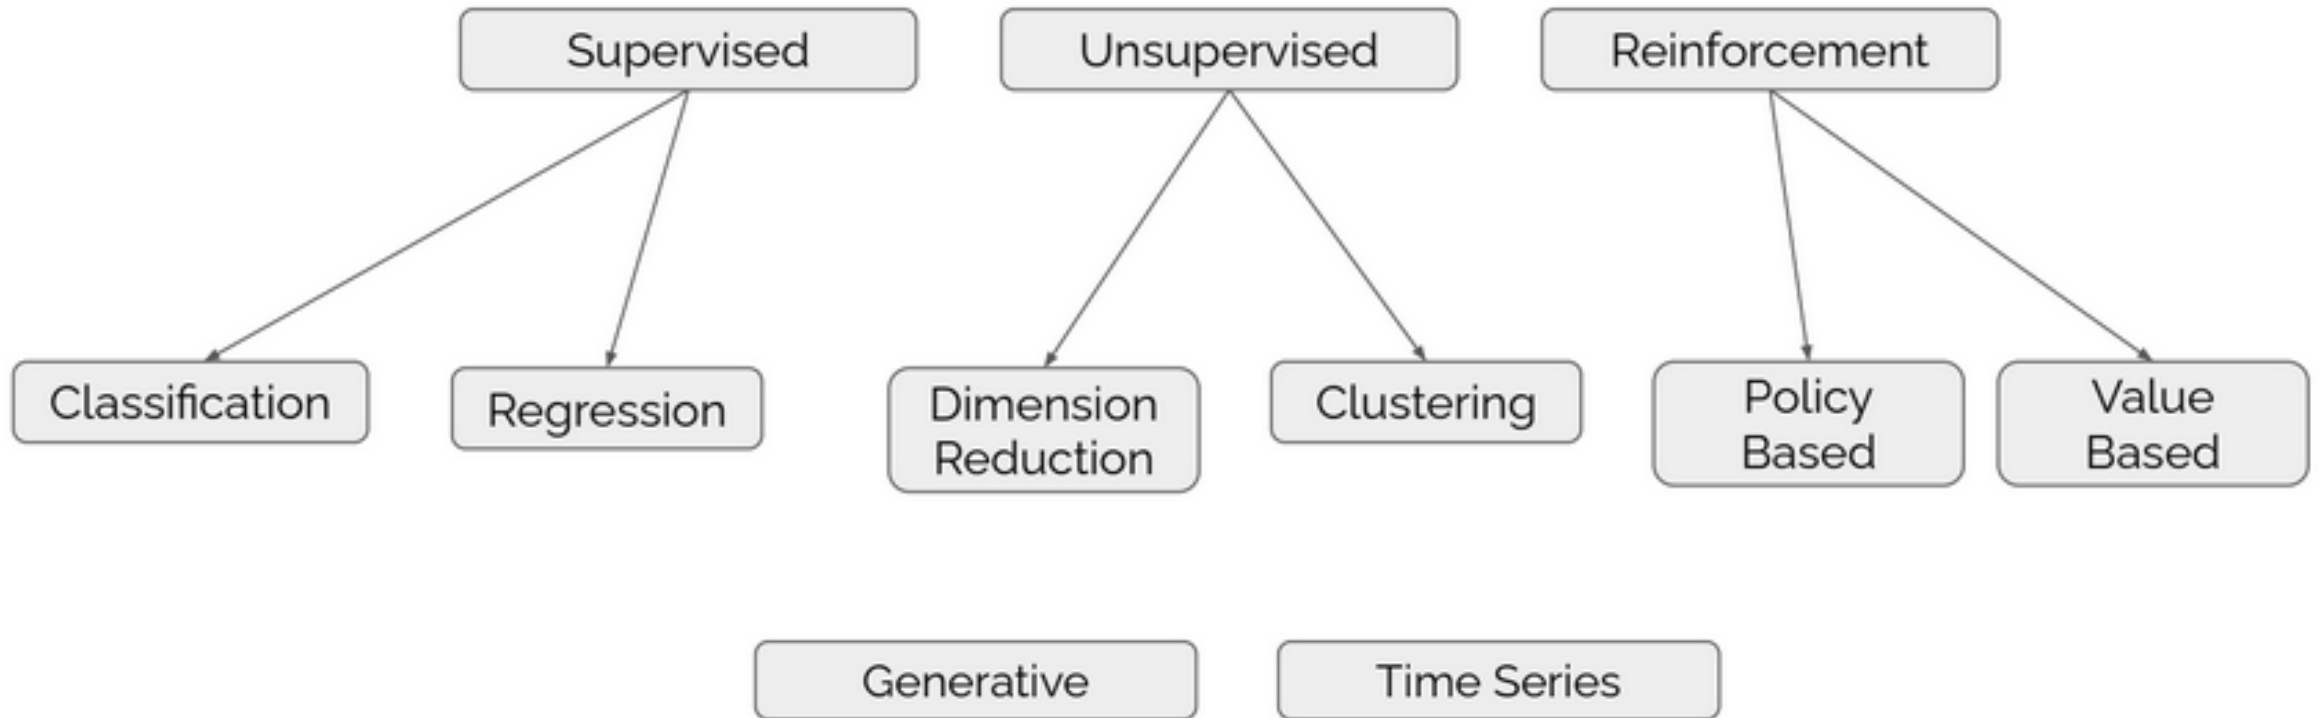 Supervised
Unsupervised
Reinforcement
Classification
Regression
Dimension
Reduction
Clustering
Policy
Based
Value
Based
Generative
Time Series